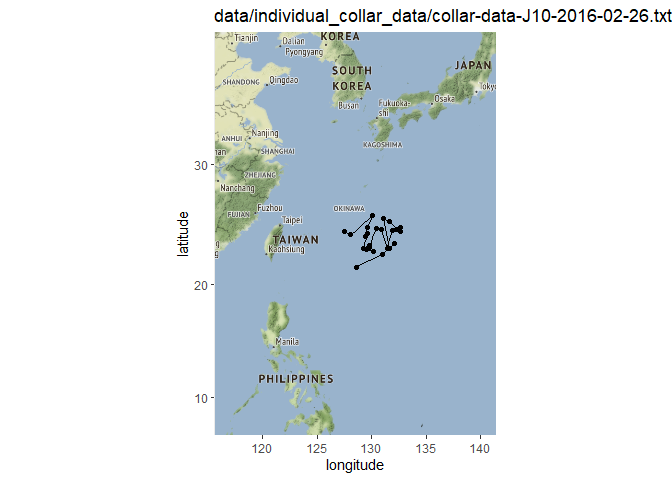 data/individual_collar_data/collar-data-J10-2016-02-26.txt
Tianjin
Dalian
KOREA
Pyongyang
SHANDONG
Qingdao
SOUTH
KOREA
Busan
JAPAN
Tokyo
Osaka
Fukuoka-
shi
KAGOSHIMA
ANHUI
Nanjing
SHANGHAI
ZHEJIANG
Nanchang
FUJIAN
Fuzhou
OKINAWA
Taipei
TAIWAN
Kaohsiung
Manila
PHILIPPINES
30
20
10
latitude
120
125
130
135
140
longitude